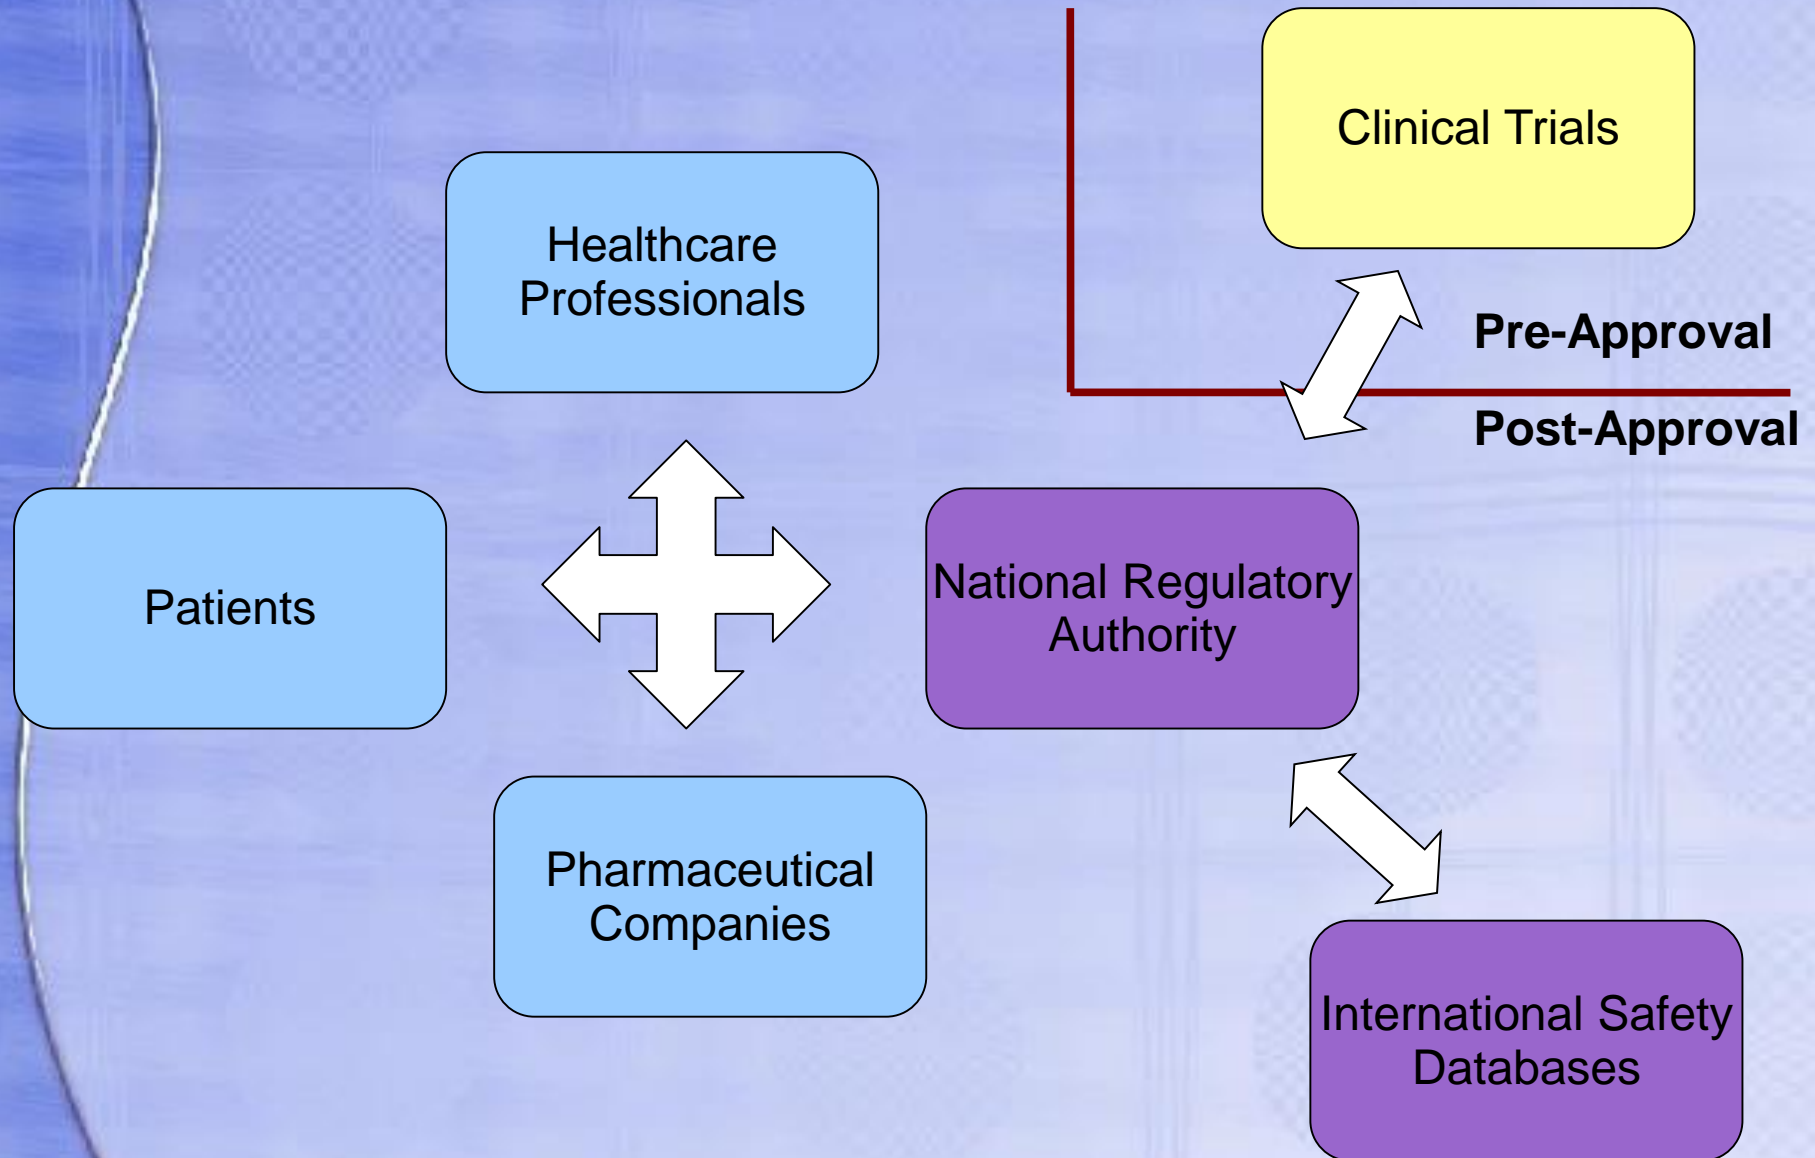 Clinical Trials
Healthcare
Professionals
Pre-Approval
Post-Approval
Patients
National Regulatory
Authority
Pharmaceutical
Companies
International Safety
Databases